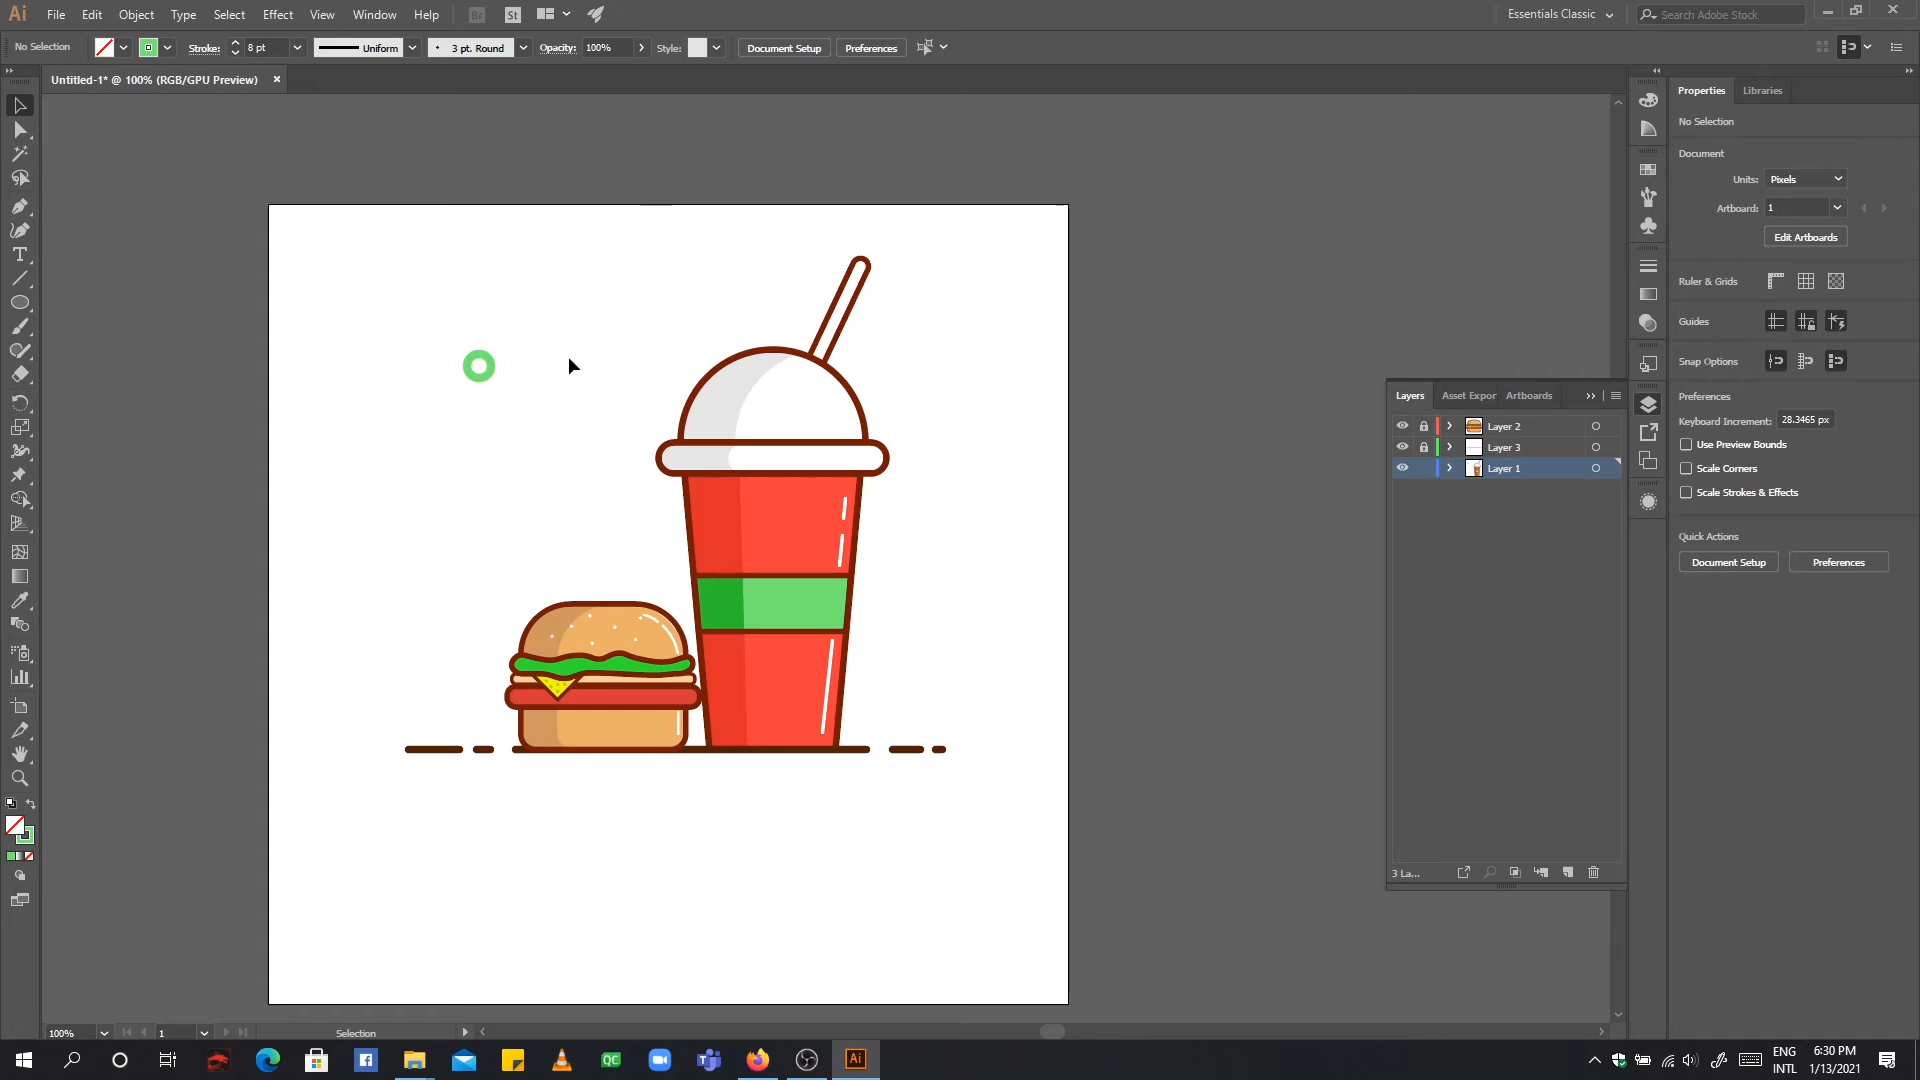 Ai File Edit Object Type Select Effect View Window Help Br St Essentials Classic Search Adobe Stock
No Selection Stroke: 8 pt Uniform 3 pt. Round Opacity: 100% Style: Document Setup Preferences
Untitled-1* @ 100% (RGB/GPU Preview)
Properties Libraries
No Selection
Document
Units: Pixels
Artboard: 1
Edit Artboards
Ruler & Grids
Guides
Snap Options
Preferences
Keyboard Increment: 28.3465 px
Use Preview Bounds
Scale Corners
Scale Strokes & Effects
Quick Actions
Document Setup Preferences
Layers Asset Expor Artboards
Layer 2
Layer 3
Layer 1
3 La...
100% 1 Selection
QC Ai
ENG
INTL
6:30 PM
1/13/2021